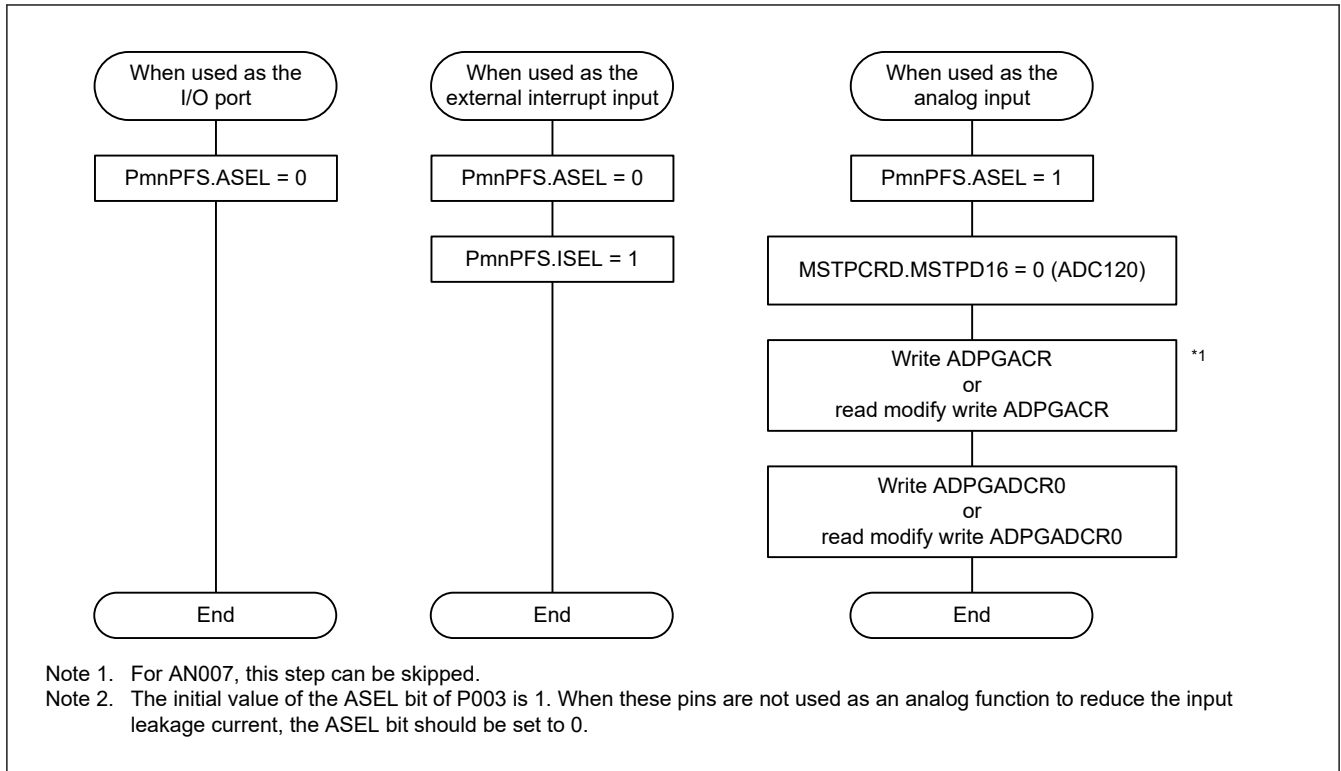 When used as the
I/O port
PmnPFS.ASEL = 0
End
When used as the
external interrupt input
PmnPFS.ASEL = 0
PmnPFS.ISEL = 1
End
When used as the
analog input
PmnPFS.ASEL = 1
MSTPCRD.MSTPD16 = 0 (ADC120)
Write ADPGACR
or
read modify write ADPGACR
*1
Write ADPGADCR0
or
read modify write ADPGADCR0
End
Note 1. For AN007, this step can be skipped.
Note 2. The initial value of the ASEL bit of P003 is 1. When these pins are not used as an analog function to reduce the input
leakage current, the ASEL bit should be set to 0.